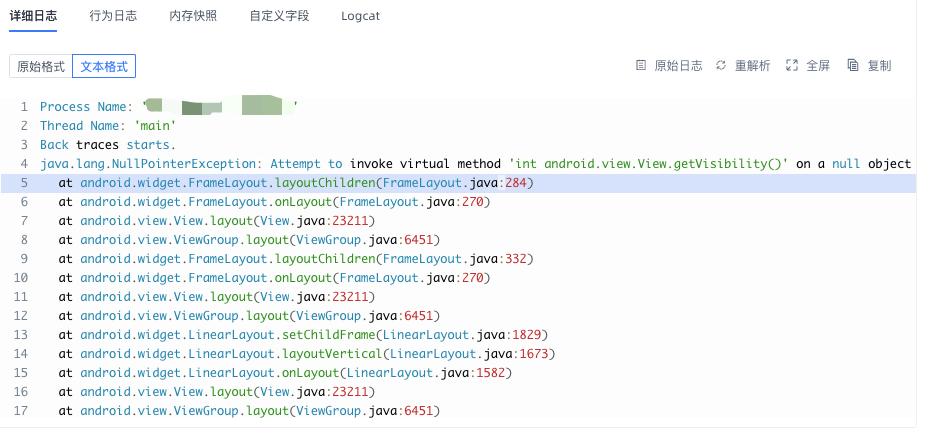 详细日志 行为日志 内存快照 自定义字段 Logcat
原始格式 文本格式 原始日志 重解析 全屏 复制
1 Process Name: ' '
2 Thread Name: 'main'
3 Back traces starts.
4 java.lang.NullPointerException: Attempt to invoke virtual method 'int android.view.View.getVisibility()' on a null object
5 at android.widget.FrameLayout.layoutChildren(FrameLayout.java:284)
6 at android.widget.FrameLayout.onLayout(FrameLayout.java:270)
7 at android.view.View.layout(View.java:23211)
8 at android.view.ViewGroup.layout(ViewGroup.java:6451)
9 at android.widget.FrameLayout.layoutChildren(FrameLayout.java:332)
10 at android.widget.FrameLayout.onLayout(FrameLayout.java:270)
11 at android.view.View.layout(View.java:23211)
12 at android.view.ViewGroup.layout(ViewGroup.java:6451)
13 at android.widget.LinearLayout.setChildFrame(LinearLayout.java:1829)
14 at android.widget.LinearLayout.layoutVertical(LinearLayout.java:1673)
15 at android.widget.LinearLayout.onLayout(LinearLayout.java:1582)
16 at android.view.View.layout(View.java:23211)
17 at android.view.ViewGroup.layout(ViewGroup.java:6451)